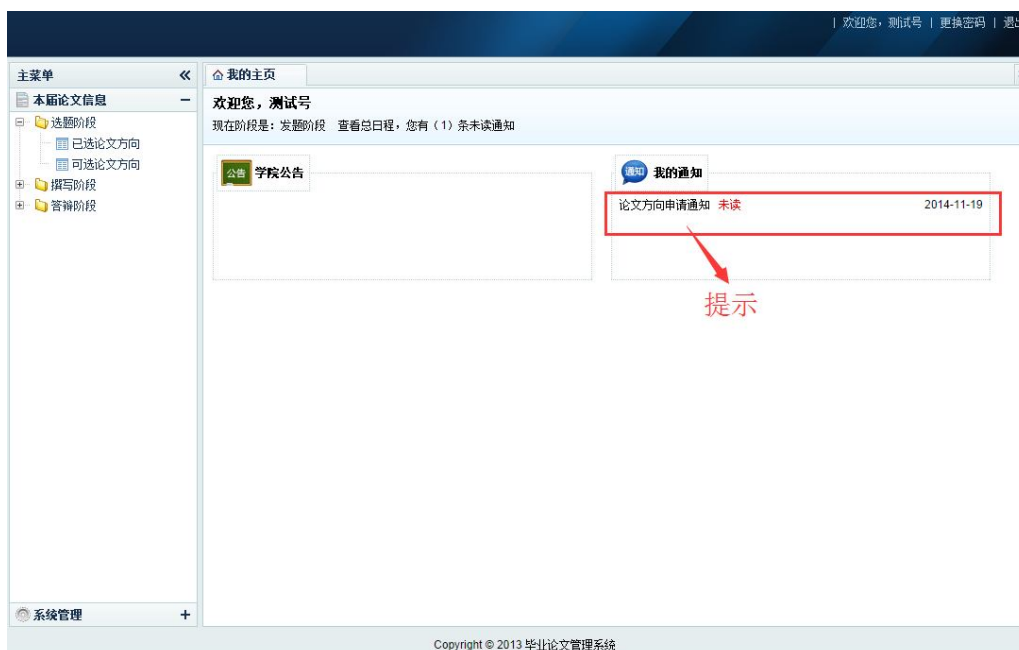 | 欢迎您，测试号 | 更换密码 |
主菜单 «
我的主页
本届论文信息 −
选题阶段
已选论文方向
可选论文方向
撰写阶段
答辩阶段
欢迎您，测试号
现在阶段是：发题阶段 查看总日程，您有（1）条未读通知
公告 学院公告
通知 我的通知
论文方向申请通知 未读 2014-11-19
提示
系统管理 +
Copyright © 2013 毕业论文管理系统